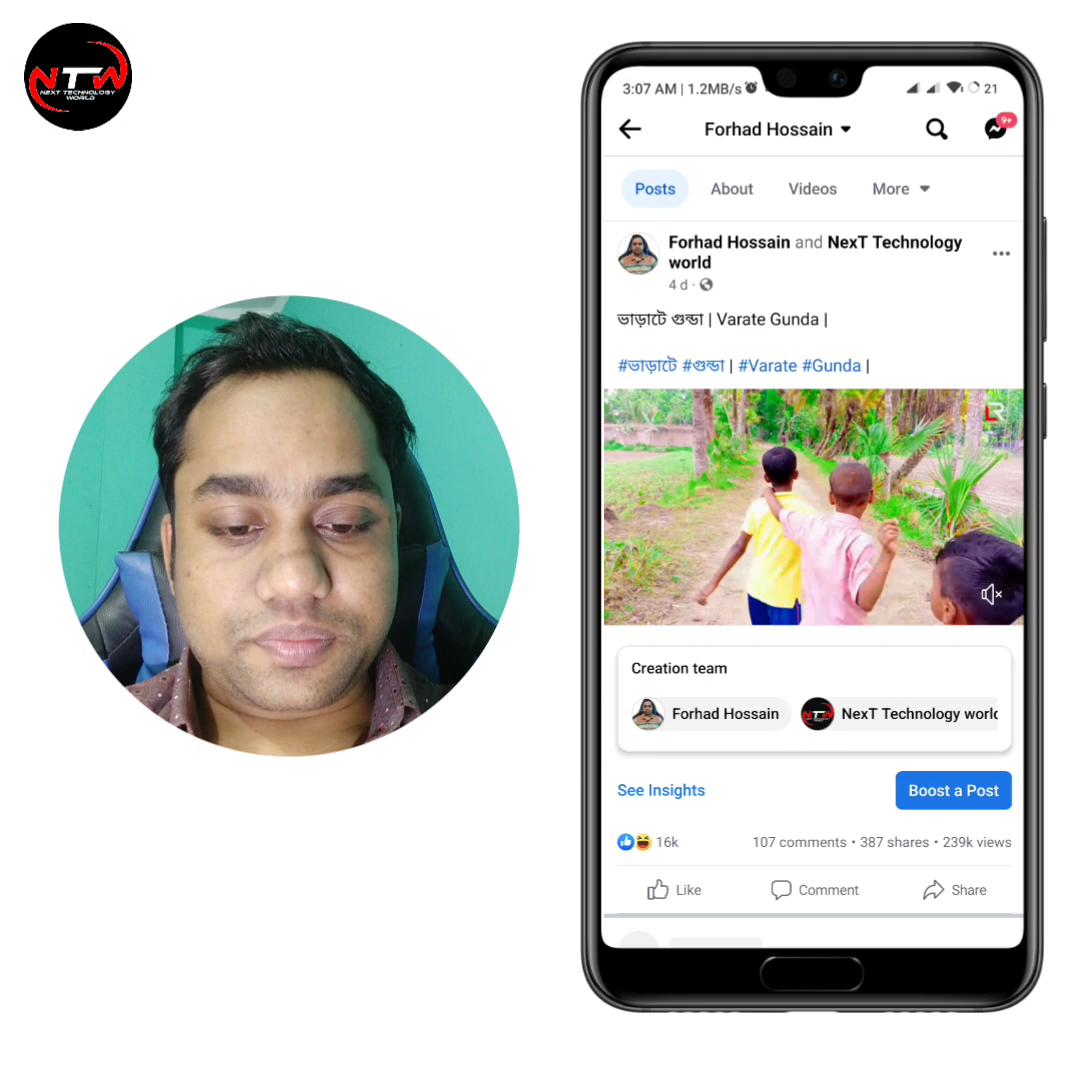 NTW
NEXT TECHNOLOGY
WORLD
3:07 AM | 1.2MB/s
21
Forhad Hossain
9+
Posts
About
Videos
More
Forhad Hossain and NexT Technology
world
4 d ·
ভাড়াটে গুন্ডা | Varate Gunda |
#ভাড়াটে #গুন্ডা | #Varate #Gunda |
LR
Creation team
Forhad Hossain
NTW
NexT Technology world
See Insights
Boost a Post
16k
107 comments • 387 shares • 239k views
Like
Comment
Share